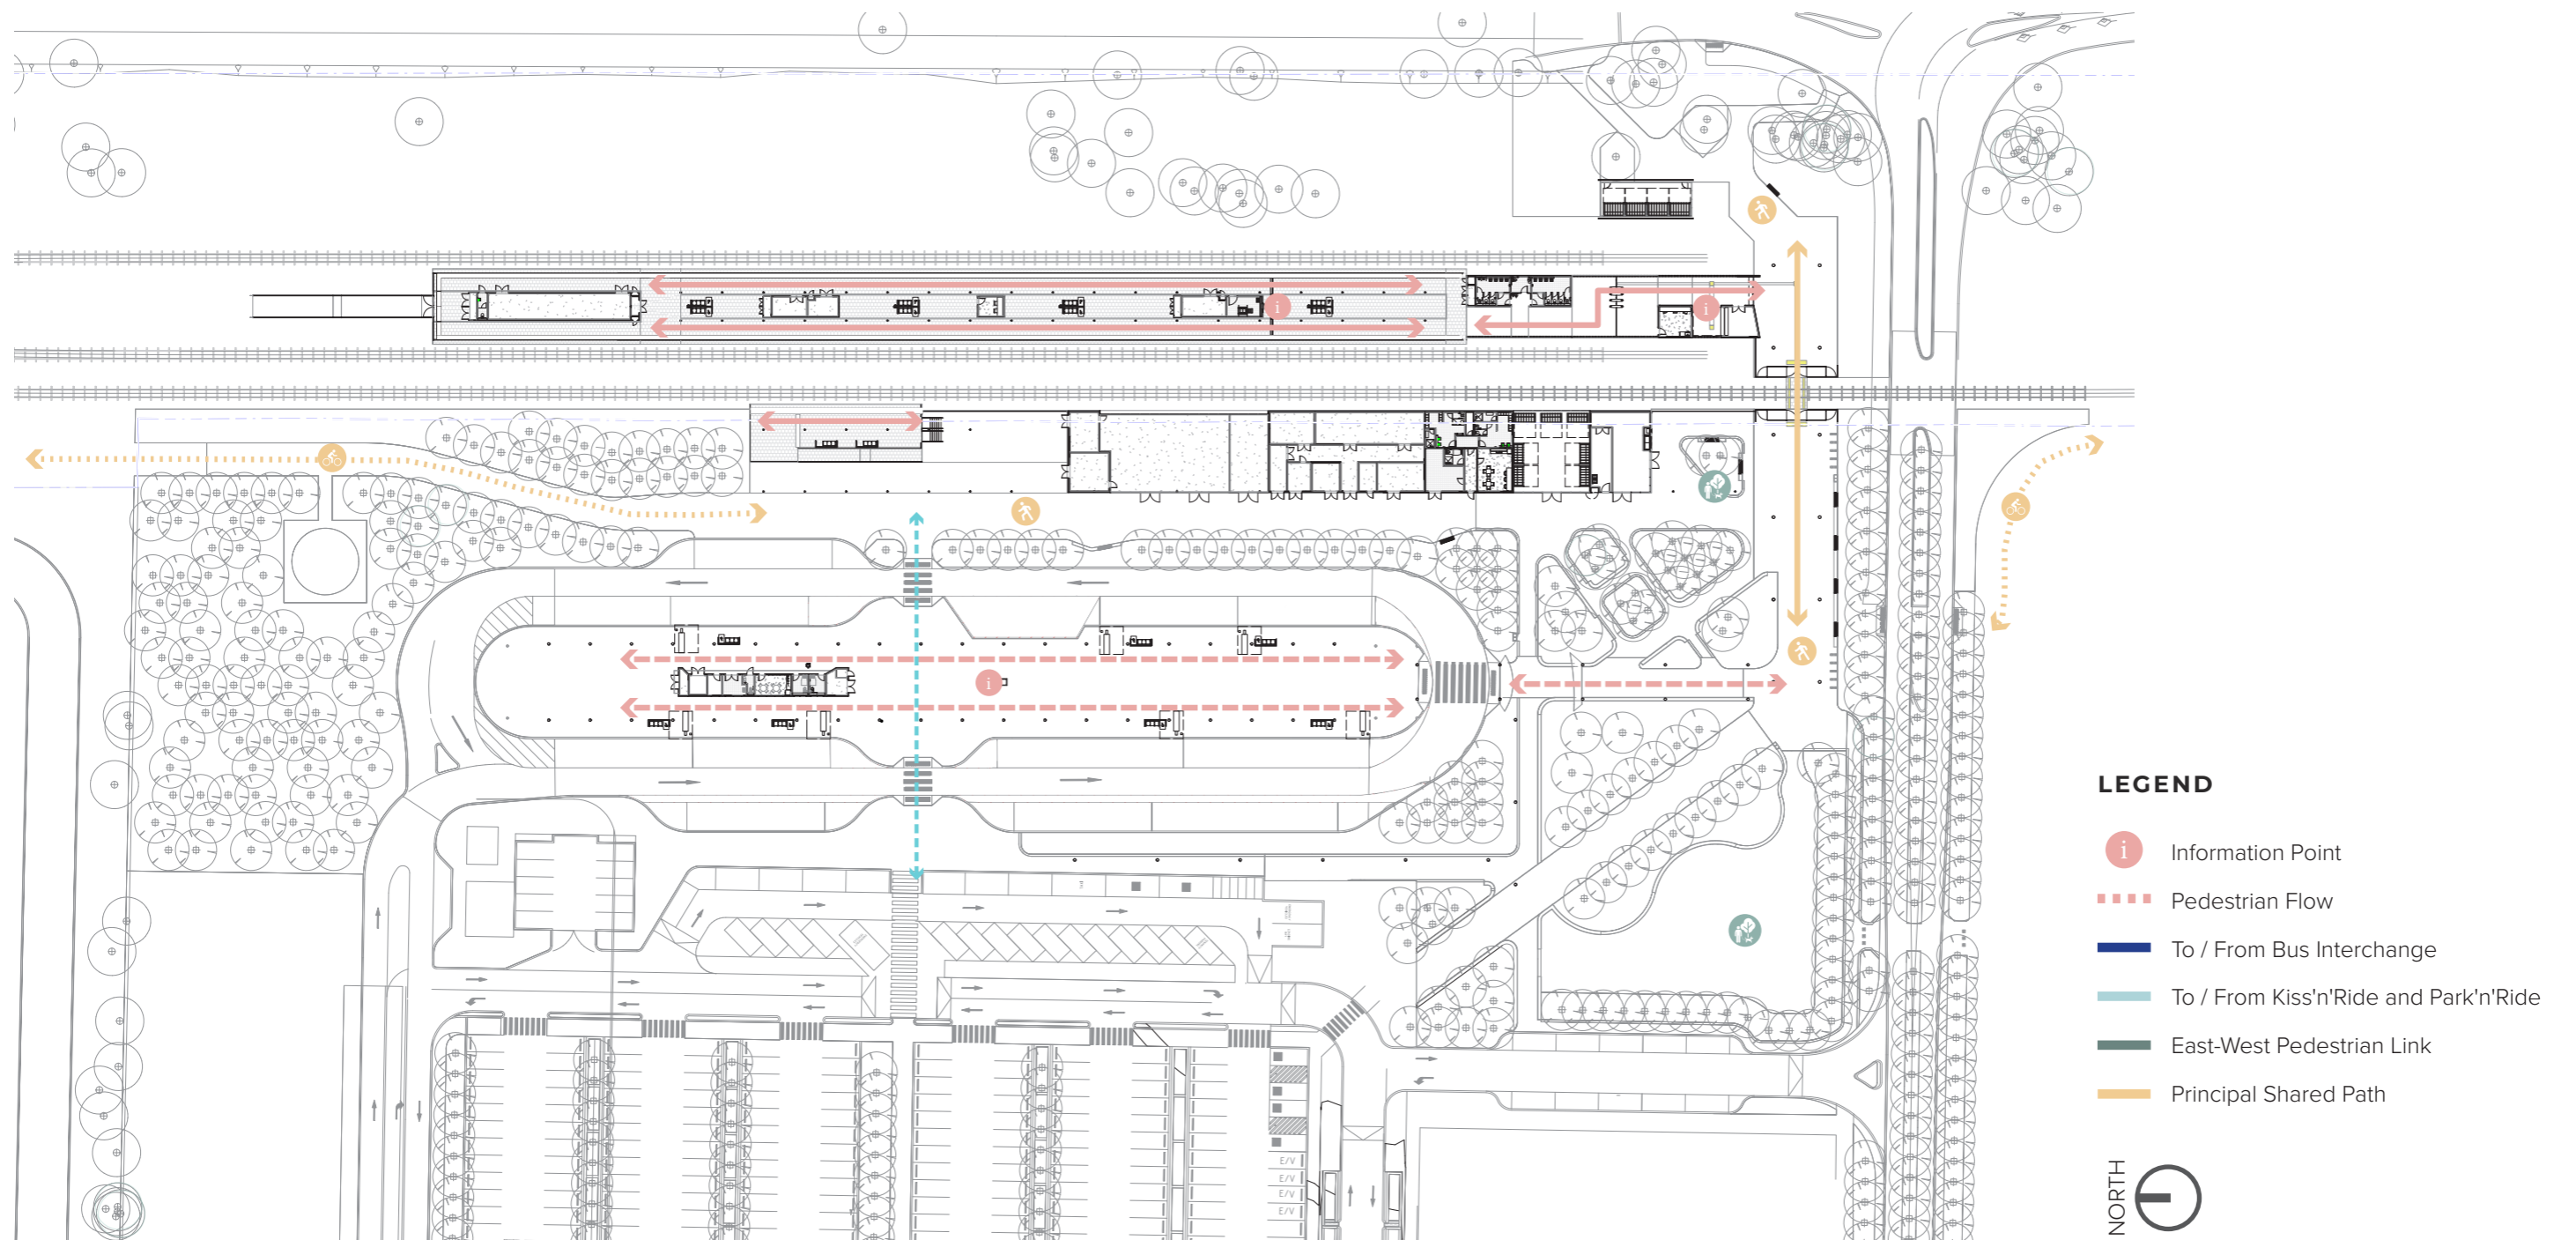 i
i
i
LEGEND
i
Information Point
Pedestrian Flow
To / From Bus Interchange
To / From Kiss'n'Ride and Park'n'Ride
East-West Pedestrian Link
Principal Shared Path
E/V
E/V
E/V
E/V
NORTH